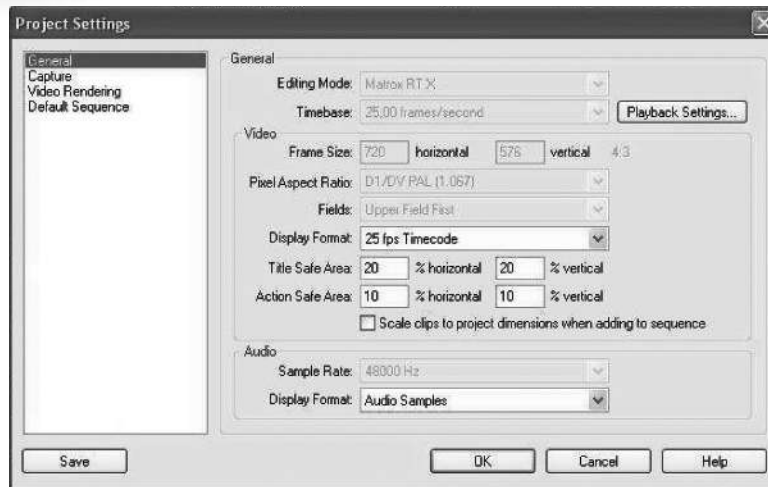 Project Settings
General
Capture
Video Rendering
Default Sequence
General
Editing Mode: Matrox RT.X
Timebase: 25,00 frames/second Playback Settings...
Video
Frame Size: 720 horizontal 576 vertical 4:3
Pixel Aspect Ratio: D1/DV PAL (1.067)
Fields: Upper Field First
Display Format: 25 fps Timecode
Title Safe Area: 20 % horizontal 20 % vertical
Action Safe Area: 10 % horizontal 10 % vertical
Scale clips to project dimensions when adding to sequence
Audio
Sample Rate: 48000 Hz
Display Format: Audio Samples
Save OK Cancel Help